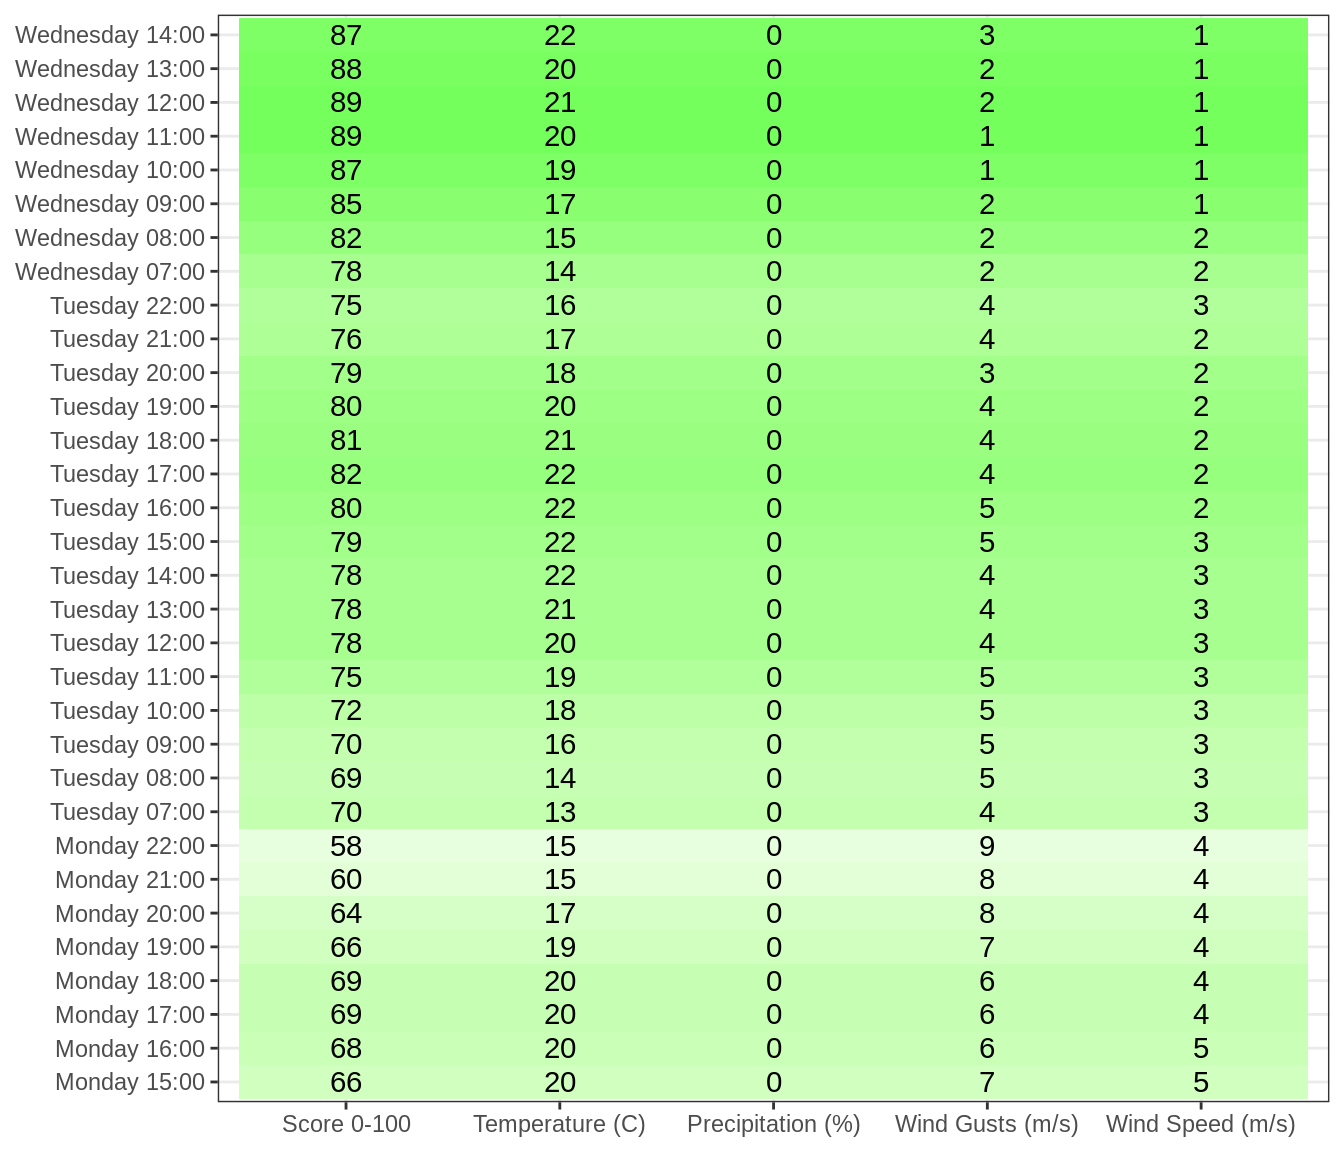 Wednesday 14:00 87 22 0 3 1
Wednesday 13:00 88 20 0 2 1
Wednesday 12:00 89 21 0 2 1
Wednesday 11:00 89 20 0 1 1
Wednesday 10:00 87 19 0 1 1
Wednesday 09:00 85 17 0 2 1
Wednesday 08:00 82 15 0 2 2
Wednesday 07:00 78 14 0 2 2
Tuesday 22:00 75 16 0 4 3
Tuesday 21:00 76 17 0 4 2
Tuesday 20:00 79 18 0 3 2
Tuesday 19:00 80 20 0 4 2
Tuesday 18:00 81 21 0 4 2
Tuesday 17:00 82 22 0 4 2
Tuesday 16:00 80 22 0 5 2
Tuesday 15:00 79 22 0 5 3
Tuesday 14:00 78 22 0 4 3
Tuesday 13:00 78 21 0 4 3
Tuesday 12:00 78 20 0 4 3
Tuesday 11:00 75 19 0 5 3
Tuesday 10:00 72 18 0 5 3
Tuesday 09:00 70 16 0 5 3
Tuesday 08:00 69 14 0 5 3
Tuesday 07:00 70 13 0 4 3
Monday 22:00 58 15 0 9 4
Monday 21:00 60 15 0 8 4
Monday 20:00 64 17 0 8 4
Monday 19:00 66 19 0 7 4
Monday 18:00 69 20 0 6 4
Monday 17:00 69 20 0 6 4
Monday 16:00 68 20 0 6 5
Monday 15:00 66 20 0 7 5
Score 0-100 Temperature (C) Precipitation (%) Wind Gusts (m/s) Wind Speed (m/s)